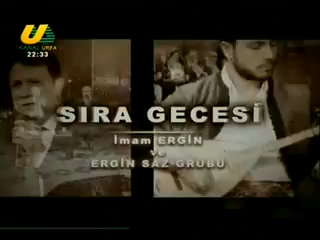 KANAL URFA
22:33
SIRA GECESİ
İmam ERGİN
ve
ERGİN SAZ GRUBU